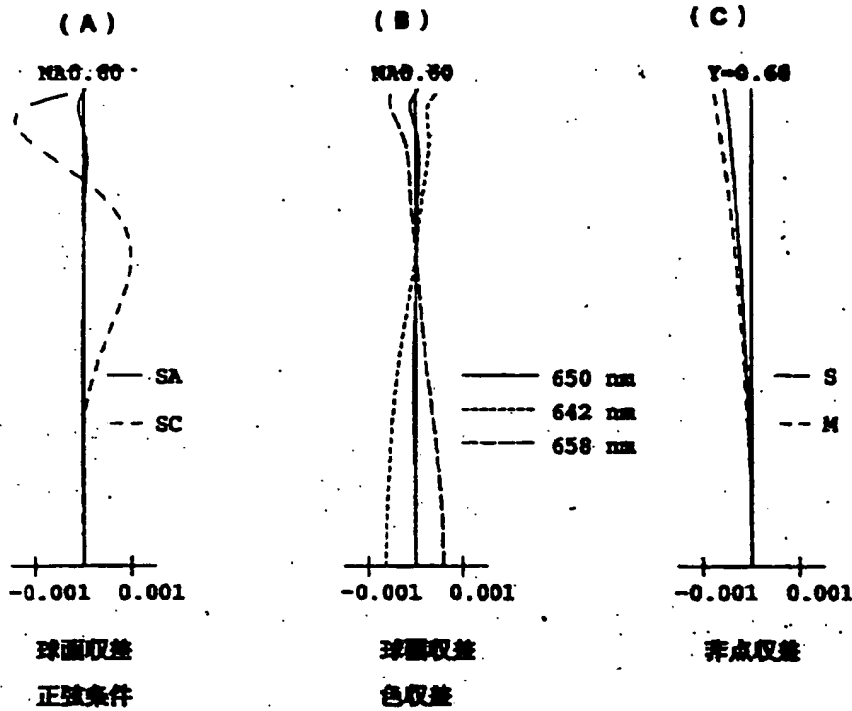 (A)
NA0.60
SA
SC
-0.001 0.001
球面収差
正弦条件
(B)
NA0.60
650 nm
642 nm
658 nm
-0.001 0.001
球面収差
色収差
(C)
Y=0.60
S
M
-0.001 0.001
非点収差